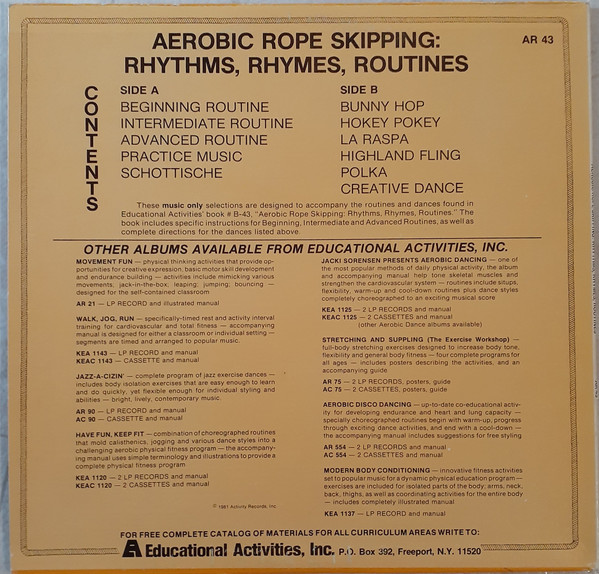 AEROBIC ROPE SKIPPING:
RHYTHMS, RHYMES, ROUTINES
AR 43
CONTENTS
SIDE A
BEGINNING ROUTINE
INTERMEDIATE ROUTINE
ADVANCED ROUTINE
PRACTICE MUSIC
SCHOTTISCHE
SIDE B
BUNNY HOP
HOKEY POKEY
LA RASPA
HIGHLAND FLING
POLKA
CREATIVE DANCE
These music only selections are designed to accompany the routines and dances found in
Educational Activities' book # B-43, "Aerobic Rope Skipping: Rhythms, Rhymes, Routines." The
book includes specific instructions for Beginning, Intermediate and Advanced Routines, as well as
complete directions for the dances listed above.
OTHER ALBUMS AVAILABLE FROM EDUCATIONAL ACTIVITIES, INC.
MOVEMENT FUN — physical thinking activities that provide op-
portunities for creative expression, basic motor skill development
and endurance building — activities include mimicking various
movements; jack-in-the-box; leaping; jumping; bouncing —
designed for the self-contained classroom
AR 21 — LP RECORD and illustrated manual
WALK, JOG, RUN — specifically-timed rest and activity interval
training for cardiovascular and total fitness — accompanying
manual is designed for either a classroom or individual setting —
segments are timed and arranged to popular music.
KEA 1143 — LP RECORD and manual
KEAC 1143 — CASSETTE and manual
JAZZ-A-CIZIN' — complete program of jazz exercise dances —
includes body isolation exercises that are easy enough to learn
and do quickly, yet flexible enough for individual styling and
abilities — bright, lively, contemporary music.
AR 90 — LP RECORD and manual
AC 90 — CASSETTE and manual
HAVE FUN, KEEP FIT — combination of choreographed routines
that mold calisthenics, jogging and various dance styles into a
challenging aerobic physical fitness program — the accompany-
ing manual uses simple terminology and illustrations to provide a
complete physical fitness program
KEA 1120 — 2 LP RECORDS and manual
KEAC 1120 — 2 CASSETTES and manual
© 1981 Activity Records, Inc.
JACKI SORENSEN PRESENTS AEROBIC DANCING — one of
the most popular methods of daily physical activity, the album
and accompanying manual help tone skeletal muscles and
strengthen the cardiovascular system — routines include situps,
flexibility, warm-up and cool-down routines plus dance styles
completely choreographed to an exciting musical score
KEA 1125 — 2 LP RECORDS and manual
KEAC 1125 — 2 CASSETTES and manual
(other Aerobic Dance albums available)
STRETCHING AND SUPPLING (The Exercise Workshop) —
full-body stretching exercises designed to increase body tone,
flexibility and general body fitness — four complete programs for
all ages — includes posters describing the activities, and an
accompanying guide
AR 75 — 2 LP RECORDS, posters, guide
AC 75 — 2 CASSETTES, posters, guide
AEROBIC DISCO DANCING — up-to-date co-educational activi-
ty for developing endurance and heart and lung capacity —
specially choreographed routines begin with warm-up, progress
through exciting dance activities, and end with a cool-down —
the accompanying manual includes suggestions for free styling
AR 554 — LP RECORD and manual
AC 554 — CASSETTE and manual
MODERN BODY CONDITIONING — innovative fitness activities
set to popular music for a dynamic physical education program —
exercises are included for isolated parts of the body; arms, neck,
back, thighs, as well as coordinating activities for the entire body
— includes completely illustrated manual
KEA 1137 — LP RECORD and manual
FOR FREE COMPLETE CATALOG OF MATERIALS FOR ALL CURRICULUM AREAS WRITE TO:
Educational Activities, Inc. P.O. Box 392, Freeport, N.Y. 11520